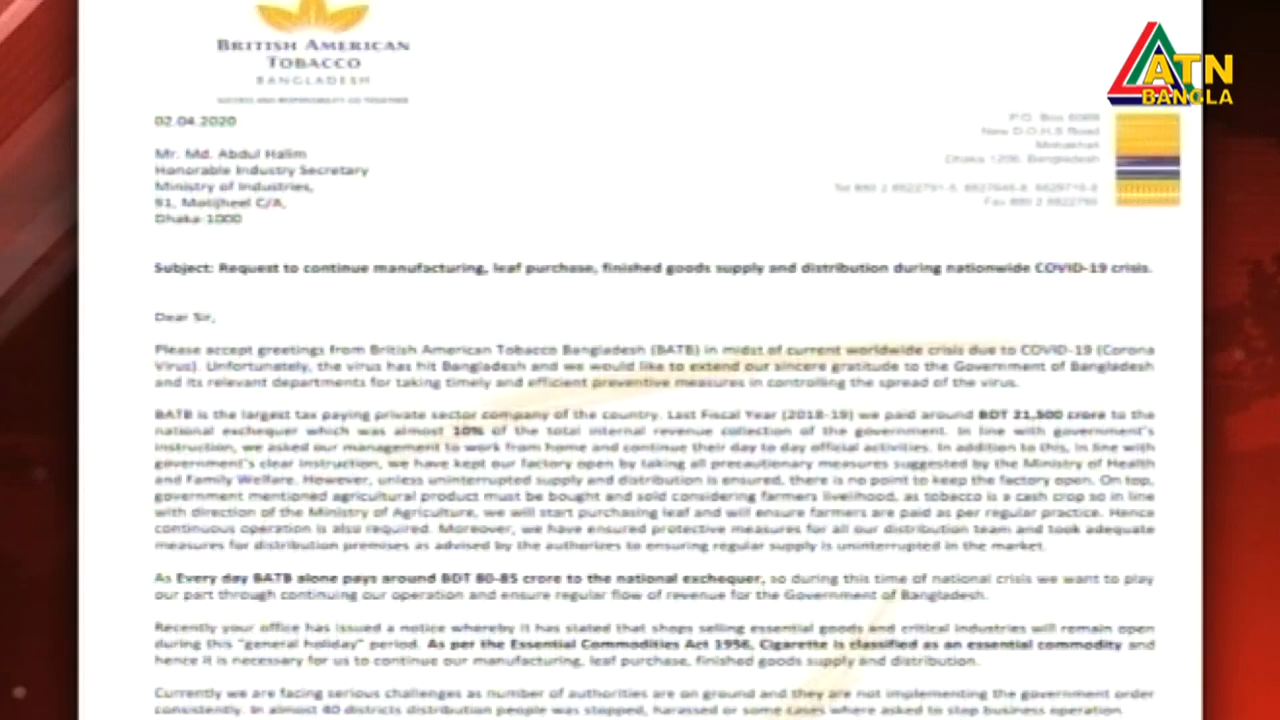 BRITISH AMERICAN
TOBACCO
BANGLADESH
SUCCESS AND RESPONSIBILITY GO TOGETHER
ATN
BANGLA
02.04.2020
P.O. Box 6069
New D.O.H.S Road
Mohakhali
Dhaka 1206, Bangladesh
Mr. Md. Abdul Halim
Honorable Industry Secretary
Ministry of Industries,
91, Motijheel C/A,
Dhaka-1000
Tel 880 2
Fax 880 2
Subject: Request to continue manufacturing, leaf purchase, finished goods supply and distribution during nationwide COVID-19 crisis.
Dear Sir,
Please accept greetings from British American Tobacco Bangladesh (BATB) in midst of current worldwide crisis due to COVID-19 (Corona
Virus). Unfortunately, the virus has hit Bangladesh and we would like to extend our sincere gratitude to the Government of Bangladesh
and its relevant departments for taking timely and efficient preventive measures in controlling the spread of the virus.
BATB is the largest tax paying private sector company of the country. Last Fiscal Year (2018-19) we paid around BDT 21,500 crore to the
national exchequer which was almost 10% of the total internal revenue collection of the government. In line with government's
instruction, we asked our management to work from home and continue their day to day official activities. In addition to this, in line with
government's clear instruction, we have kept our factory open by taking all precautionary measures suggested by the Ministry of Health
and Family Welfare. However, unless uninterrupted supply and distribution is ensured, there is no point to keep the factory open. On top,
government mentioned agricultural product must be bought and sold considering farmers livelihood, as tobacco is a cash crop so in line
with direction of the Ministry of Agriculture, we will start purchasing leaf and will ensure farmers are paid as per regular practice. Hence
continuous operation is also required. Moreover, we have ensured protective measures for all our distribution team and took adequate
measures for distribution premises as advised by the authorizes to ensuring regular supply is uninterrupted in the market.
As Every day BATB alone pays around BDT 80-85 crore to the national exchequer, so during this time of national crisis we want to play
our part through continuing our operation and ensure regular flow of revenue for the Government of Bangladesh.
Recently your office has issued a notice whereby it has stated that shops selling essential goods and critical industries will remain open
during this "general holiday" period. As per the Essential Commodities Act 1956, Cigarette is classified as an essential commodity and
hence it is necessary for us to continue our manufacturing, leaf purchase, finished goods supply and distribution.
Currently we are facing serious challenges as number of authorities are on ground and they are not implementing the government order
consistently. In almost 40 districts distribution people was stopped, harassed or some cases where asked to stop business operation